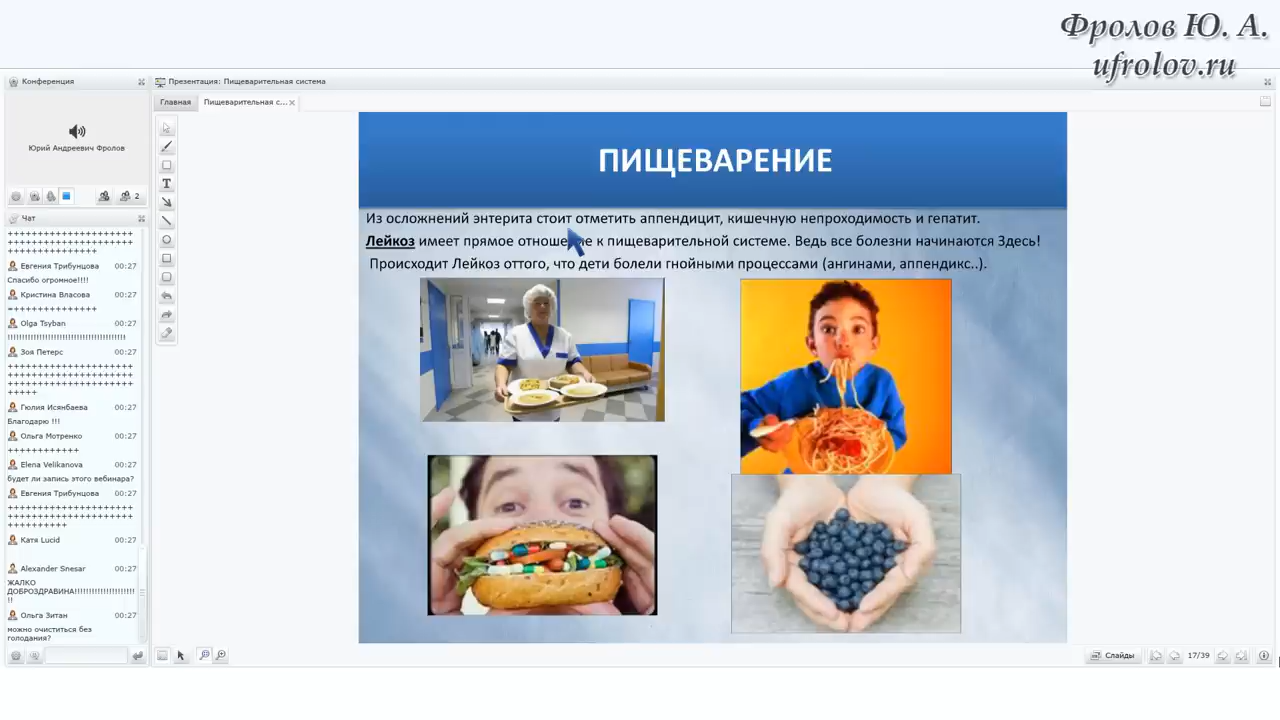 Фролов Ю. А.
ufrolov.ru
Конференция
Презентация: Пищеварительная система
Главная
Пищеварительная с...
Юрий Андреевич Фролов
2
Чат
+++++++++++++++++++++
+++++++++++++++++++++
+++++++++++++++
Евгения Трибунцова 00:27
Спасибо огромное!!!!
Кристина Власова 00:27
=++++++++++++++
Olga Tsyban 00:27
!!!!!!!!!!!!!!!!!!!!!!!!!!!!!!!!!!!!!!!
Зоя Петерс 00:27
+++++++++++++++++++++
+++++++++++++++++++++
+++++++++++++++++++++
+++++
Гюлия Исянбаева 00:27
Благодарю !!!
Ольга Мотренко 00:27
++++++++++++
Elena Velikanova 00:27
будет ли запись этого вебинара?
Евгения Трибунцова 00:27
+++++++++++++++++++++
+++++++++++++++++++++
++++++++++
Катя Lucid 00:27
Alexander Snesar 00:27
ЖАЛКО
ДОБРОЗДРАВИНА!!!!!!!!!!!!!!!!!!!!
!!
Ольга Зитан 00:27
можно очиститься без
голодания?
T
ПИЩЕВАРЕНИЕ
Из осложнений энтерита стоит отметить аппендицит, кишечную непроходимость и гепатит.
Лейкоз имеет прямое отношение к пищеварительной системе. Ведь все болезни начинаются Здесь!
Происходит Лейкоз оттого, что дети болели гнойными процессами (ангинами, аппендикс..).
Слайды
17/39